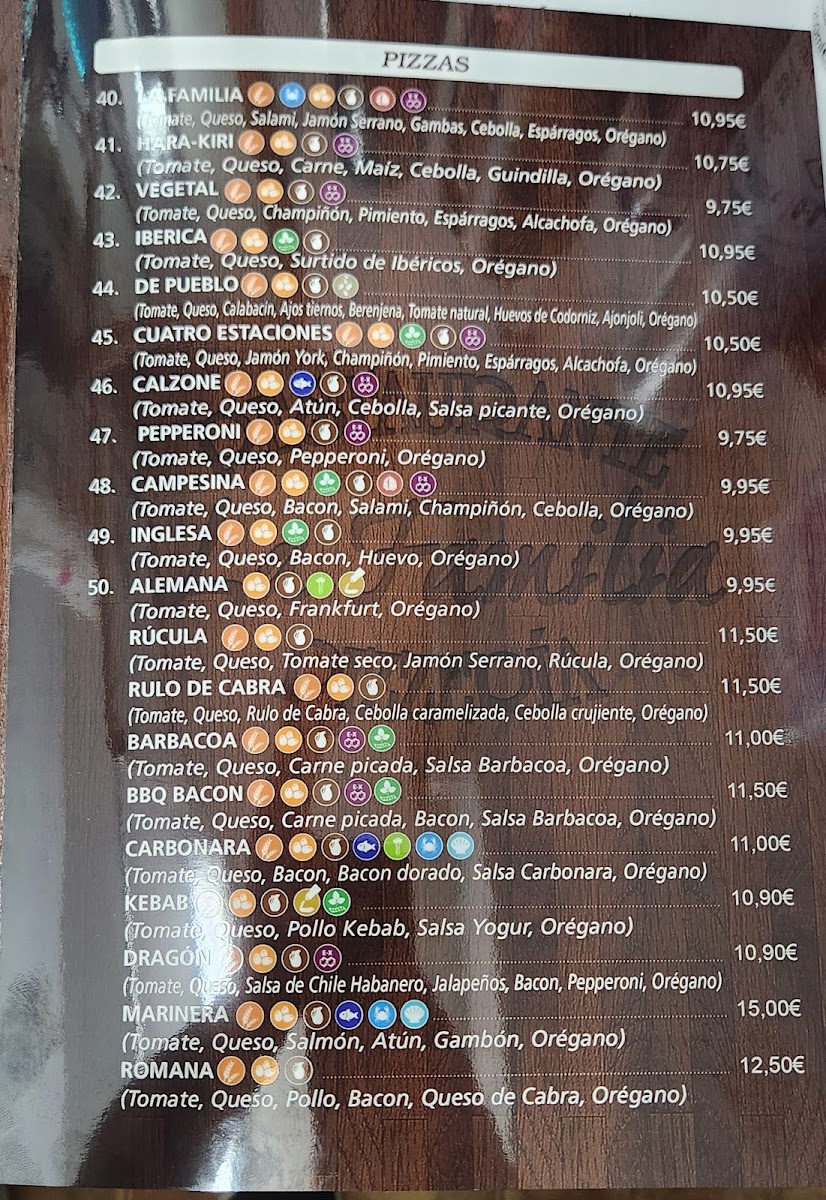 PIZZAS
40. LA FAMILIA 10,95€
(Tomate, Queso, Salami, Jamón Serrano, Gambas, Cebolla, Espárragos, Orégano)
41. HARA-KIRI 10,75€
(Tomate, Queso, Carne, Maíz, Cebolla, Guindilla, Orégano)
42. VEGETAL 9,75€
(Tomate, Queso, Champiñón, Pimiento, Espárragos, Alcachofa, Orégano)
43. IBERICA 10,95€
(Tomate, Queso, Surtido de Ibéricos, Orégano)
44. DE PUEBLO 10,50€
(Tomate, Queso, Calabacin, Ajos tiernos, Berenjena, Tomate natural, Huevos de Codorniz, Ajonjoli, Orégano)
45. CUATRO ESTACIONES 10,50€
(Tomate, Queso, Jamón York, Champiñón, Pimiento, Espárragos, Alcachofa, Orégano)
46. CALZONE 10,95€
(Tomate, Queso, Atún, Cebolla, Salsa picante, Orégano)
47. PEPPERONI 9,75€
(Tomate, Queso, Pepperoni, Orégano)
48. CAMPESINA 9,95€
(Tomate, Queso, Bacon, Salami, Champiñón, Cebolla, Orégano)
49. INGLESA 9,95€
(Tomate, Queso, Bacon, Huevo, Orégano)
50. ALEMANA 9,95€
(Tomate, Queso, Frankfurt, Orégano)
RÚCULA 11,50€
(Tomate, Queso, Tomate seco, Jamón Serrano, Rúcula, Orégano)
RULO DE CABRA 11,50€
(Tomate, Queso, Rulo de Cabra, Cebolla caramelizada, Cebolla crujiente, Orégano)
BARBACOA 11,00€
(Tomate, Queso, Carne picada, Salsa Barbacoa, Orégano)
BBQ BACON 11,50€
(Tomate, Queso, Carne picada, Bacon, Salsa Barbacoa, Orégano)
CARBONARA 11,00€
(Tomate, Queso, Bacon, Bacon dorado, Salsa Carbonara, Orégano)
KEBAB 10,90€
(Tomate, Queso, Pollo Kebab, Salsa Yogur, Orégano)
DRAGÓN 10,90€
(Tomate, Queso, Salsa de Chile Habanero, Jalapeños, Bacon, Pepperoni, Orégano)
MARINERA 15,00€
(Tomate, Queso, Salmón, Atún, Gambón, Orégano)
ROMANA 12,50€
(Tomate, Queso, Pollo, Bacon, Queso de Cabra, Orégano)